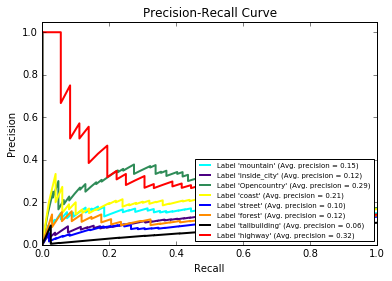 Precision-Recall Curve
1.0
0.8
0.6
0.4
0.2
0.0
Precision
Label 'mountain' (Avg. precision = 0.15)
Label 'inside_city' (Avg. precision = 0.12)
Label 'Opencountry' (Avg. precision = 0.29)
Label 'coast' (Avg. precision = 0.21)
Label 'street' (Avg. precision = 0.10)
Label 'forest' (Avg. precision = 0.12)
Label 'tallbuilding' (Avg. precision = 0.06)
Label 'highway' (Avg. precision = 0.32)
0.0 0.2 0.4 0.6 0.8 1.0
Recall